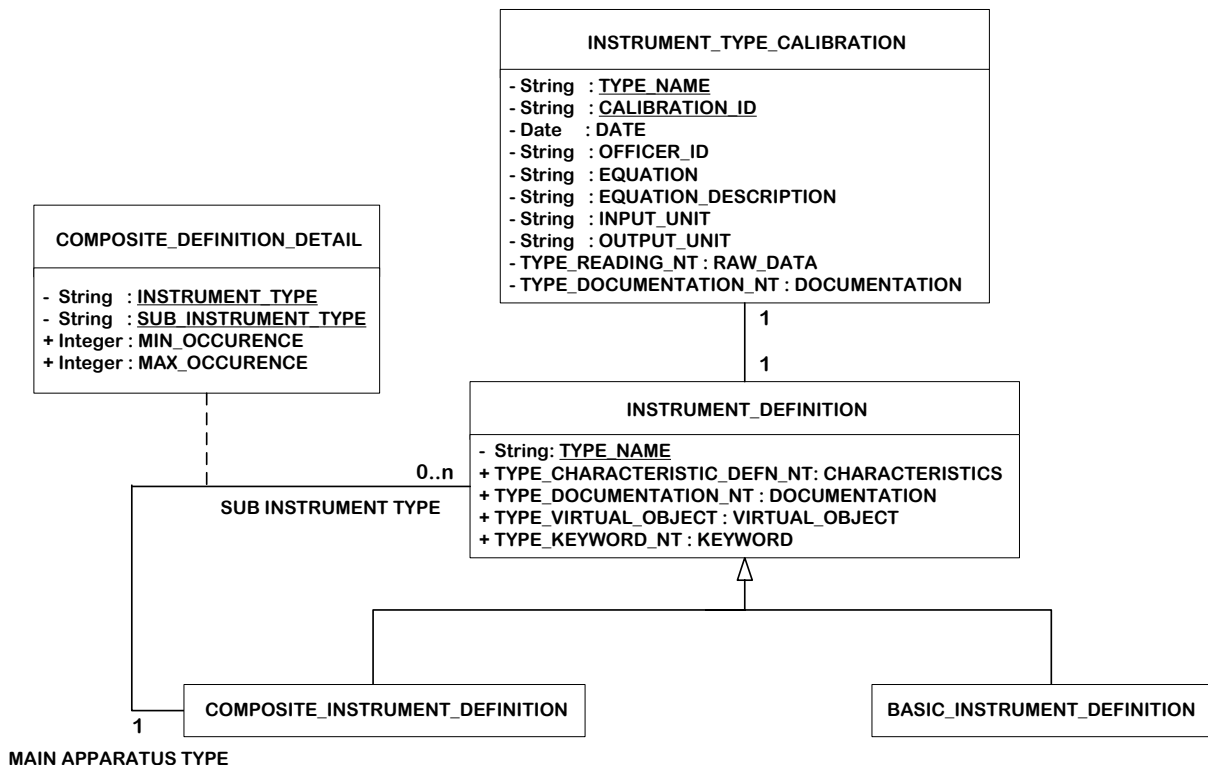 INSTRUMENT_TYPE_CALIBRATION
- String : TYPE_NAME
- String : CALIBRATION_ID
- Date : DATE
- String : OFFICER_ID
- String : EQUATION
- String : EQUATION_DESCRIPTION
- String : INPUT_UNIT
- String : OUTPUT_UNIT
- TYPE_READING_NT : RAW_DATA
- TYPE_DOCUMENTATION_NT : DOCUMENTATION
COMPOSITE_DEFINITION_DETAIL
- String : INSTRUMENT_TYPE
- String : SUB_INSTRUMENT_TYPE
+ Integer : MIN_OCCURENCE
+ Integer : MAX_OCCURENCE
1
1
INSTRUMENT_DEFINITION
- String: TYPE_NAME
+ TYPE_CHARACTERISTIC_DEFN_NT: CHARACTERISTICS
+ TYPE_DOCUMENTATION_NT : DOCUMENTATION
+ TYPE_VIRTUAL_OBJECT : VIRTUAL_OBJECT
+ TYPE_KEYWORD_NT : KEYWORD
0..n
SUB INSTRUMENT TYPE
COMPOSITE_INSTRUMENT_DEFINITION
BASIC_INSTRUMENT_DEFINITION
1
MAIN APPARATUS TYPE